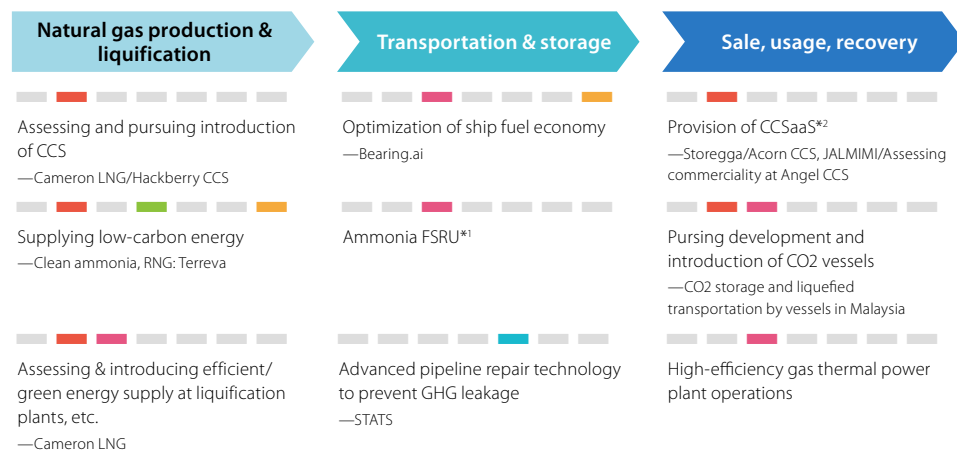 Natural gas production &
liquification
Transportation & storage
Sale, usage, recovery
Assessing and pursuing introduction
of CCS
—Cameron LNG/Hackberry CCS
Optimization of ship fuel economy
—Bearing.ai
Provision of CCSaaS*2
—Storegga/Acorn CCS, JALMIMI/Assessing
commerciality at Angel CCS
Supplying low-carbon energy
—Clean ammonia, RNG: Terreva
Ammonia FSRU*1
Pursing development and
introduction of CO2 vessels
—CO2 storage and liquefied
transportation by vessels in Malaysia
Assessing & introducing efficient/
green energy supply at liquification
plants, etc.
—Cameron LNG
Advanced pipeline repair technology
to prevent GHG leakage
—STATS
High-efficiency gas thermal power
plant operations